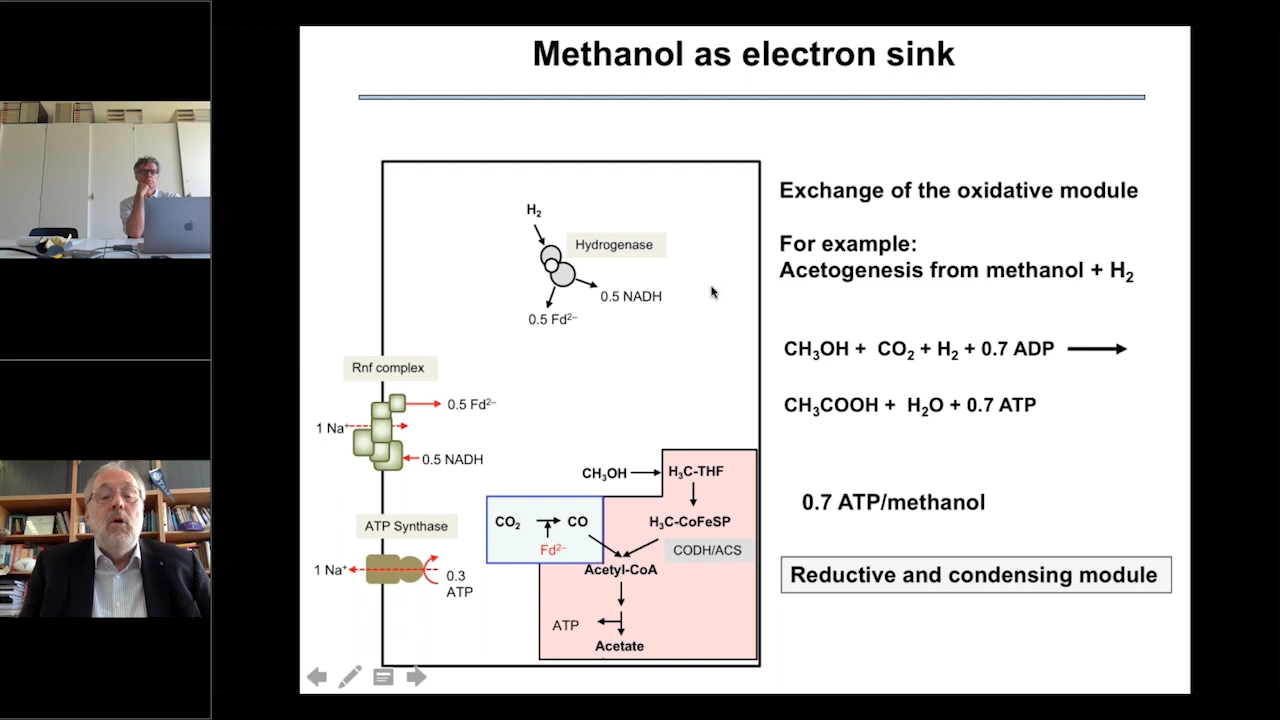 Methanol as electron sink
H₂
Hydrogenase
0.5 NADH
0.5 Fd²⁻
Rnf complex
0.5 Fd²⁻
1 Na⁺
0.5 NADH
ATP Synthase
1 Na⁺
0.3
ATP
CH₃OH
H₃C-THF
CO₂
CO
Fd²⁻
H₃C-CoFeSP
CODH/ACS
Acetyl-CoA
ATP
Acetate
Exchange of the oxidative module
For example:
Acetogenesis from methanol + H₂
CH₃OH + CO₂ + H₂ + 0.7 ADP ⟶
CH₃COOH + H₂O + 0.7 ATP
0.7 ATP/methanol
Reductive and condensing module